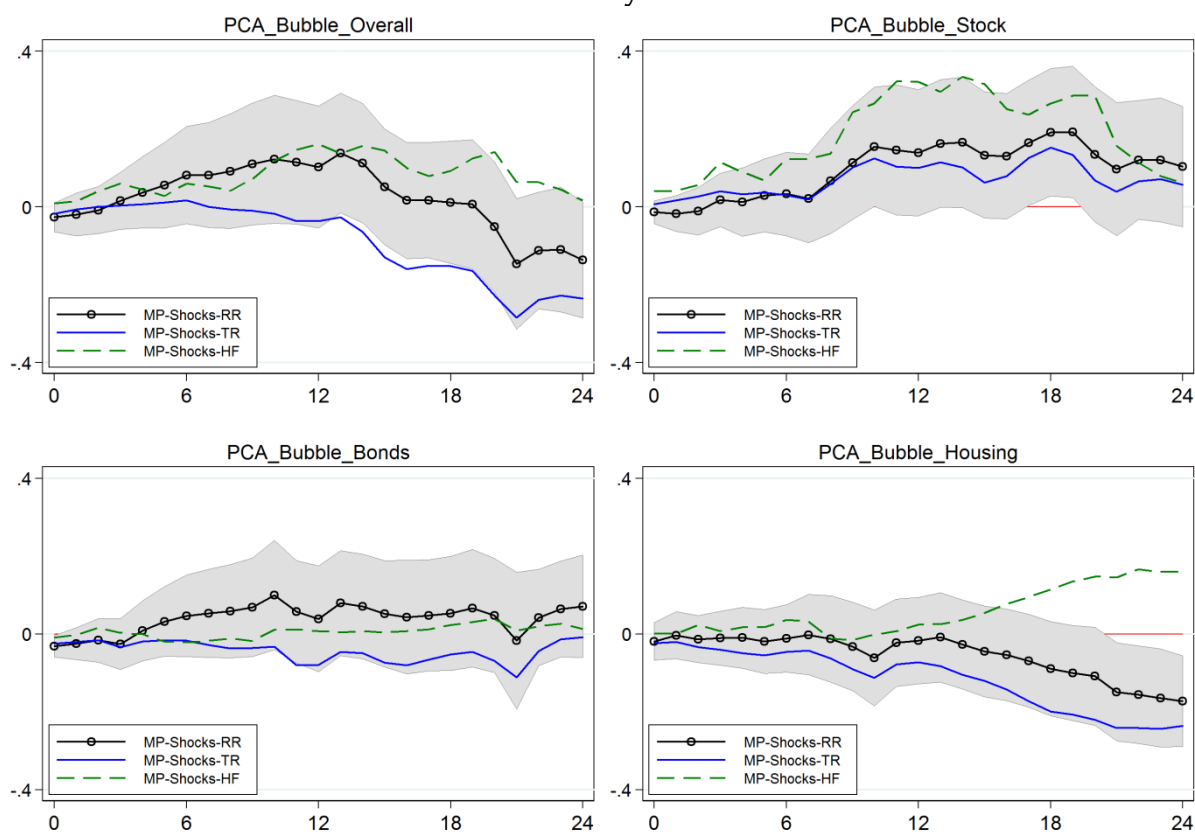 y
PCA_Bubble_Overall
.4
0
-.4
MP-Shocks-RR
MP-Shocks-TR
MP-Shocks-HF
0 6 12 18 24
PCA_Bubble_Stock
.4
0
-.4
MP-Shocks-RR
MP-Shocks-TR
MP-Shocks-HF
0 6 12 18 24
PCA_Bubble_Bonds
.4
0
-.4
MP-Shocks-RR
MP-Shocks-TR
MP-Shocks-HF
0 6 12 18 24
PCA_Bubble_Housing
.4
0
-.4
MP-Shocks-RR
MP-Shocks-TR
MP-Shocks-HF
0 6 12 18 24